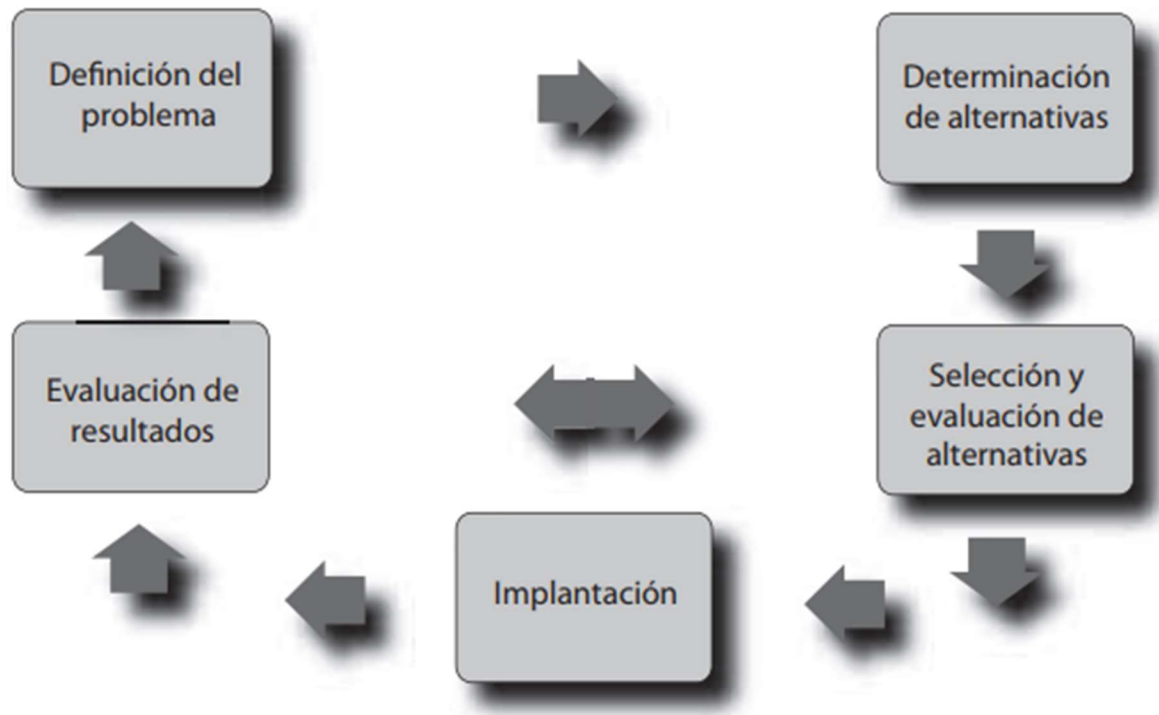 Definición del
problema
Determinación
de alternativas
Evaluación de
resultados
Selección y
evaluación de
alternativas
Implantación